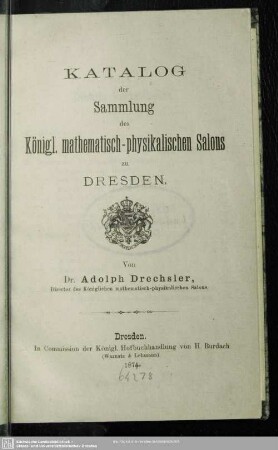 KATALOG
der
Sammlung
des
Königl. mathematisch-physikalischen Salons
zu
DRESDEN.
Von
Dr. Adolph Drechsler,
Director des Königlichen mathematisch-physikalischen Salons.
Dresden.
In Commission der Königl. Hofbuchhandlung von H. Burdach
(Warnatz & Lehmann)
1874.